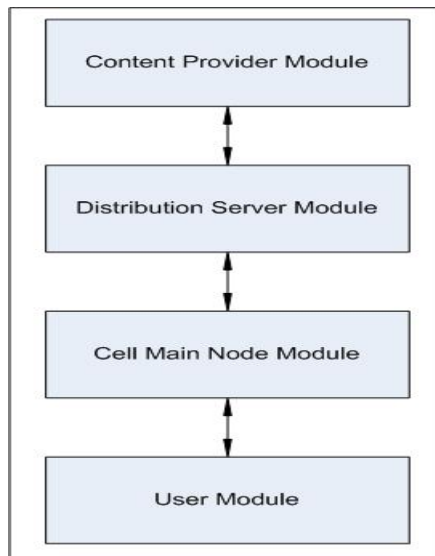 Content Provider Module
Distribution Server Module
Cell Main Node Module
User Module